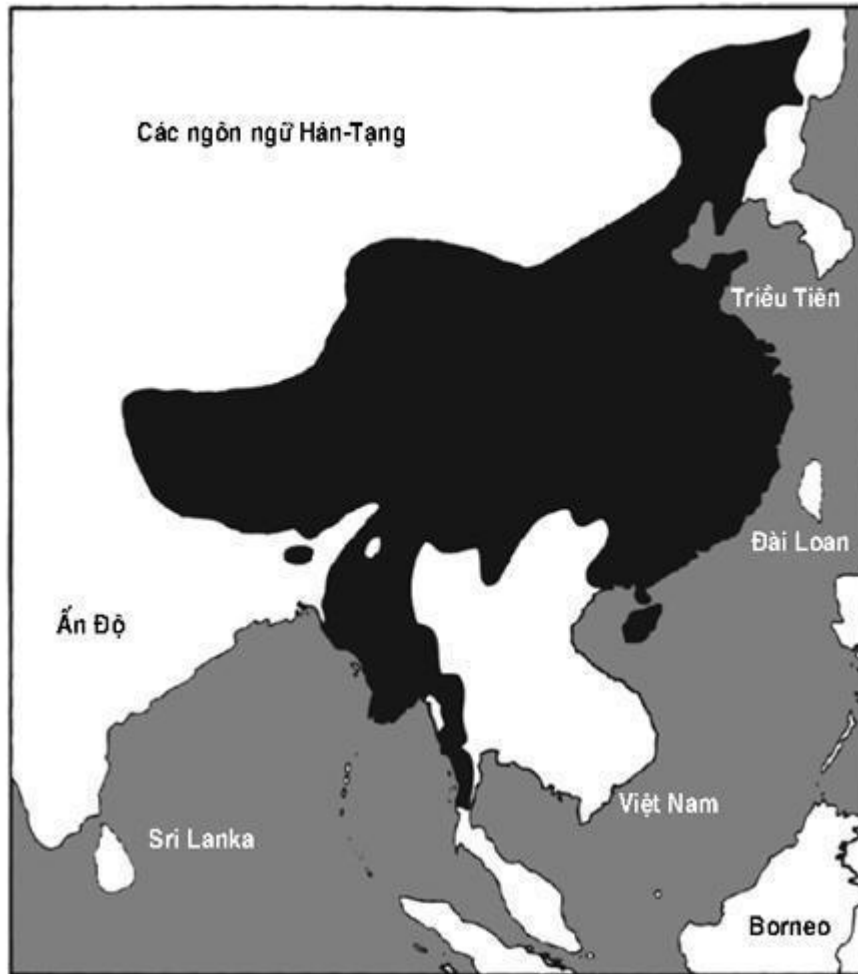 Các ngôn ngữ Hán-Tạng
Triều Tiên
Đài Loan
Ấn Độ
Việt Nam
Sri Lanka
Borneo